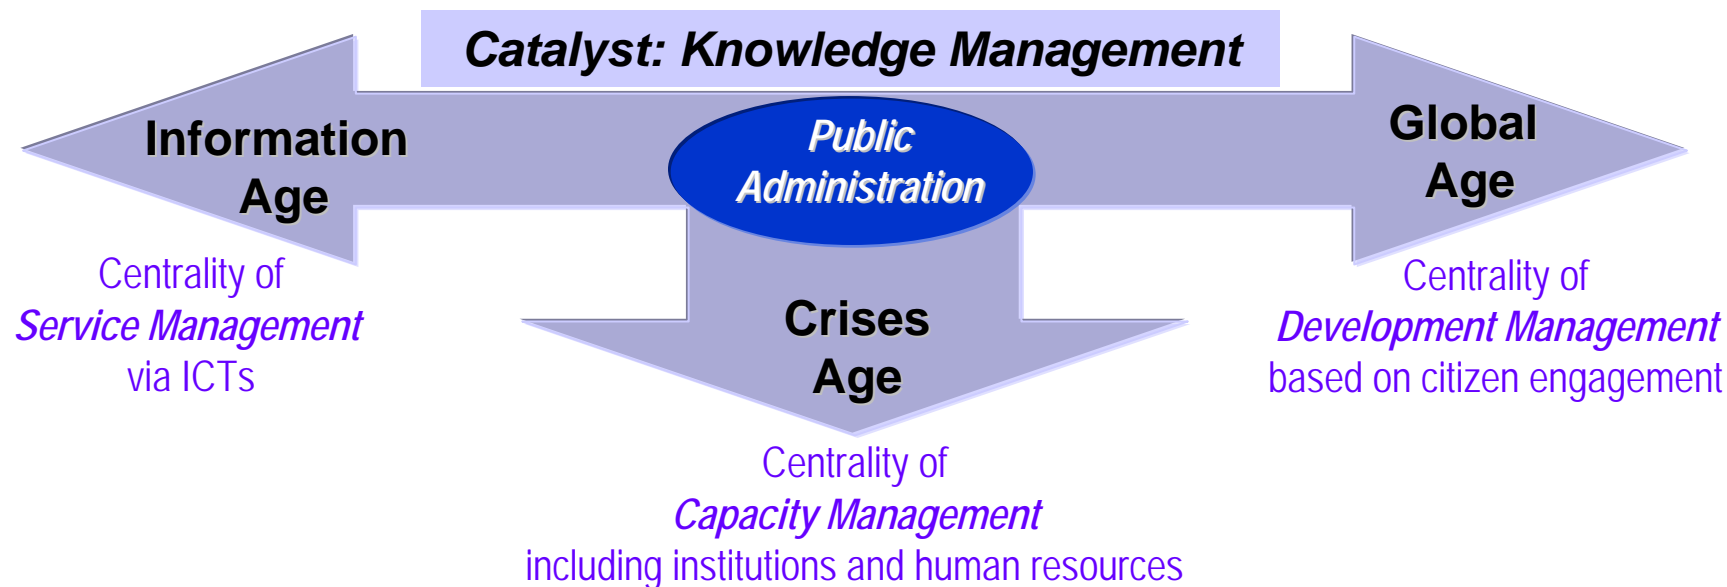 Catalyst: Knowledge Management
Information
Age
Public
Administration
Global
Age
Centrality of
Service Management
via ICTs
Crises
Age
Centrality of
Development Management
based on citizen engagement
Centrality of
Capacity Management
including institutions and human resources